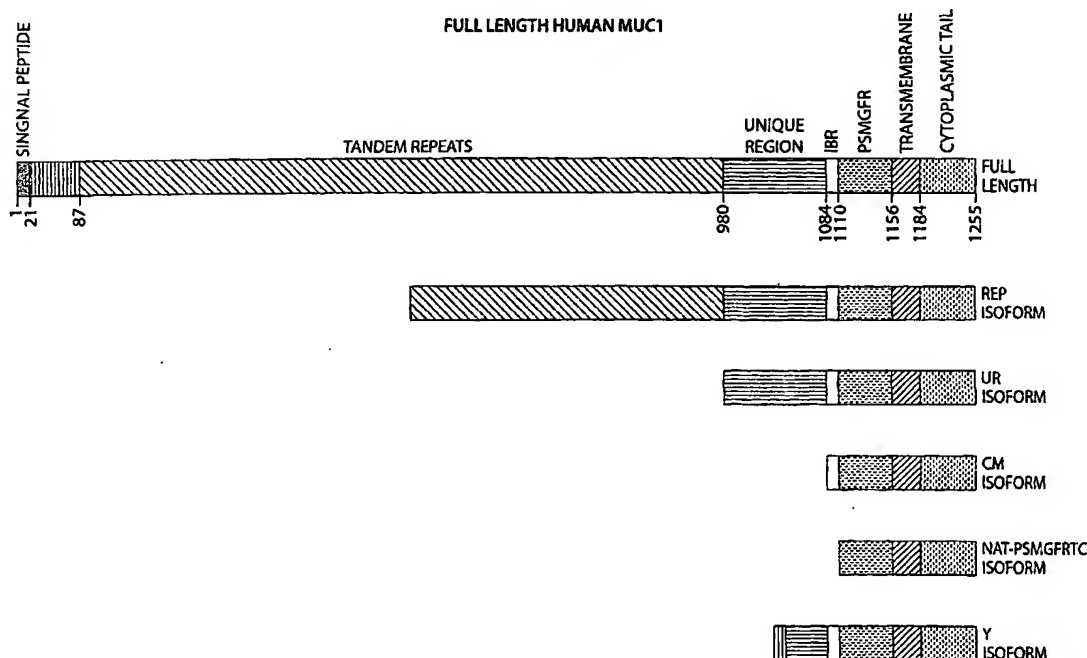 FULL LENGTH HUMAN MUC1
SINGNAL PEPTIDE
TANDEM REPEATS
UNIQUE
REGION
IBR
PSMGFR
TRANSMEMBRANE
CYTOPLASMIC TAIL
FULL
LENGTH
1
21
87
980
1084
1110
1156
1184
1255
REP
ISOFORM
UR
ISOFORM
CM
ISOFORM
NAT-PSMGFRTC
ISOFORM
Y
ISOFORM